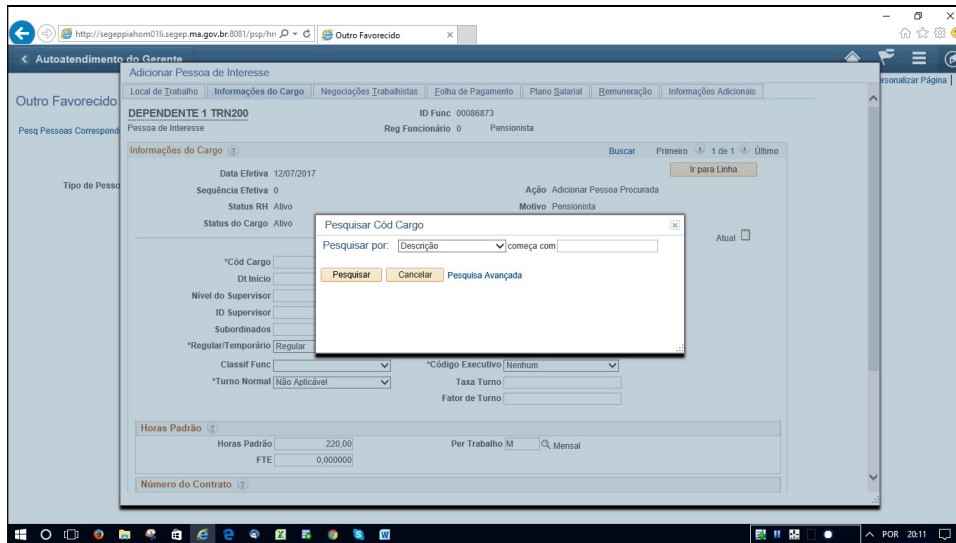 http://segeppiahom01li.segep.ma.gov.br:8081/psp/hr
Outro Favorecido
Autoatendimento do Gerente
ersonalizar Página
Adicionar Pessoa de Interesse
Outro Favorecido
Pesq Pessoas Correspond
Tipo de Pesso
Local de Trabalho
Informações do Cargo
Negociações Trabalhistas
Folha de Pagamento
Plano Salarial
Remuneração
Informações Adicionais
DEPENDENTE 1 TRN200
ID Func 00086873
Pessoa de Interesse
Reg Funcionário 0 Pensionista
Informações do Cargo
Buscar Primeiro 1 de 1 Último
Data Efetiva 12/07/2017
Ir para Linha
Sequência Efetiva 0
Ação Adicionar Pessoa Procurada
Status RH Ativo
Motivo Pensionista
Status do Cargo Ativo
Atual
Pesquisar Cód Cargo
Pesquisar por: Descrição começa com
Pesquisar Cancelar Pesquisa Avançada
*Cód Cargo
Dt Início
Nível do Supervisor
ID Supervisor
Subordinados
*Regular/Temporário Regular
Classif Func
*Código Executivo Nenhum
*Turno Normal Não Aplicável
Taxa Turno
Fator de Turno
Horas Padrão
Horas Padrão 220,00
Per Trabalho M Mensal
FTE 0,000000
Número do Contrato
POR 20:11